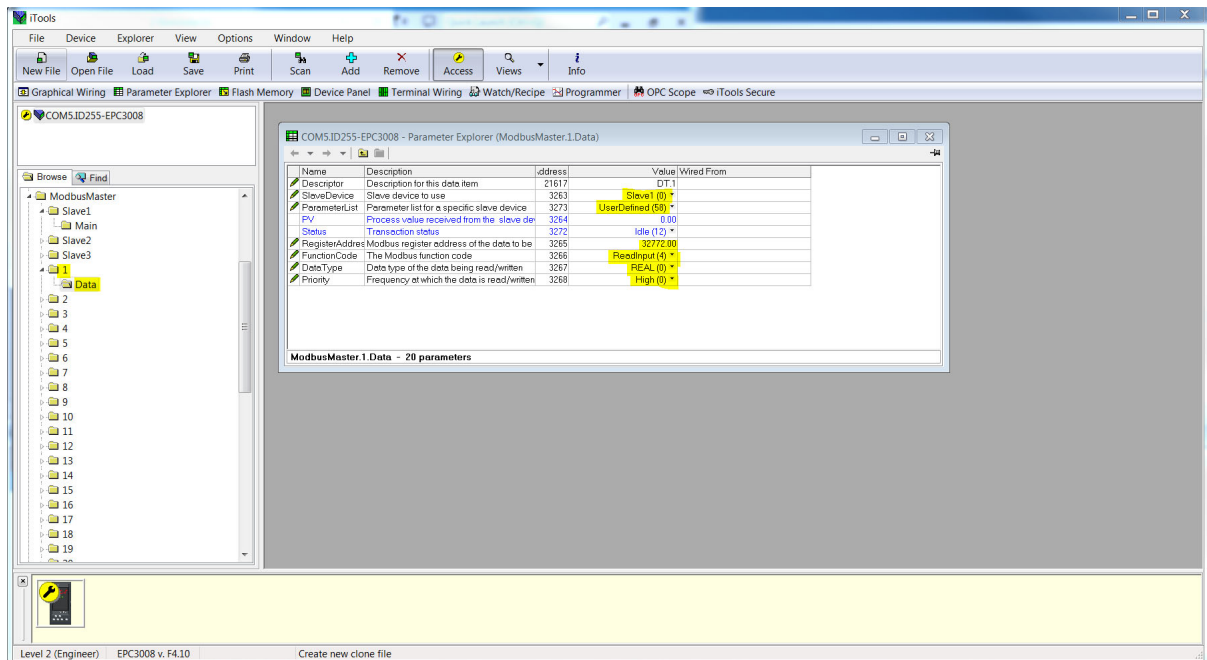 iTools
File Device Explorer View Options Window Help
New File Open File Load Save Print Scan Add Remove Access Views Info
Graphical Wiring Parameter Explorer Flash Memory Device Panel Terminal Wiring Watch/Recipe Programmer OPC Scope iTools Secure
COM5.ID255-EPC3008
COM5.ID255-EPC3008 - Parameter Explorer (ModbusMaster.1.Data)
Name Description ddress Value Wired From
Descriptor Description for this data item 21617 DT.1
SlaveDevice Slave device to use 3263 Slave1 (0)
ParameterList Parameter list for a specific slave device 3273 UserDefined (58)
PV Process value received from the slave de 3264 0.00
Status Transaction status 3272 Idle (12)
RegisterAddres Modbus register address of the data to be 3265 32772.00
FunctionCode The Modbus function code 3266 ReadInput (4)
DataType Data type of the data being read/written 3267 REAL (0)
Priority Frequency at which the data is read/written 3268 High (0)
ModbusMaster.1.Data - 20 parameters
Browse Find
ModbusMaster
Slave1
Main
Slave2
Slave3
1
Data
2
3
4
5
6
7
8
9
10
11
12
13
14
15
16
17
18
19
Level 2 (Engineer) EPC3008 v. F4.10 Create new clone file